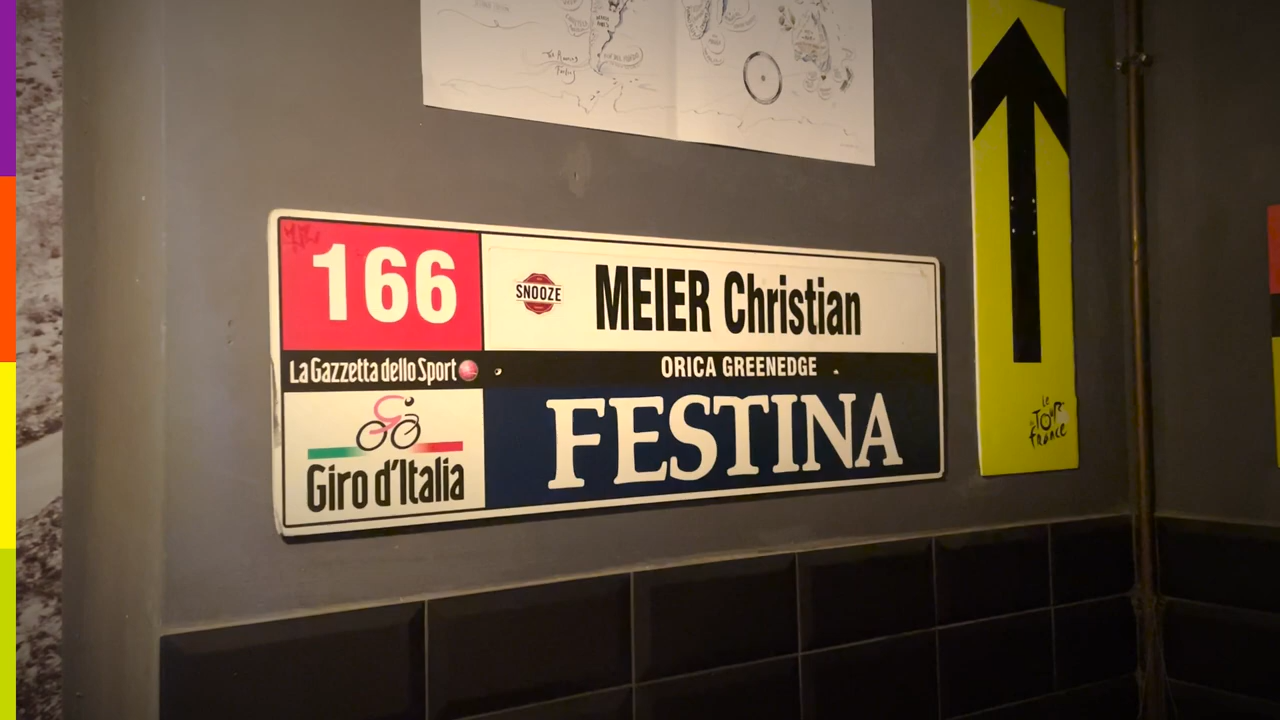 166
SNOOZE
MEIER Christian
La Gazzetta dello Sport
ORICA GREENEDGE
Giro d'Italia
FESTINA
Le
Tour
de
France